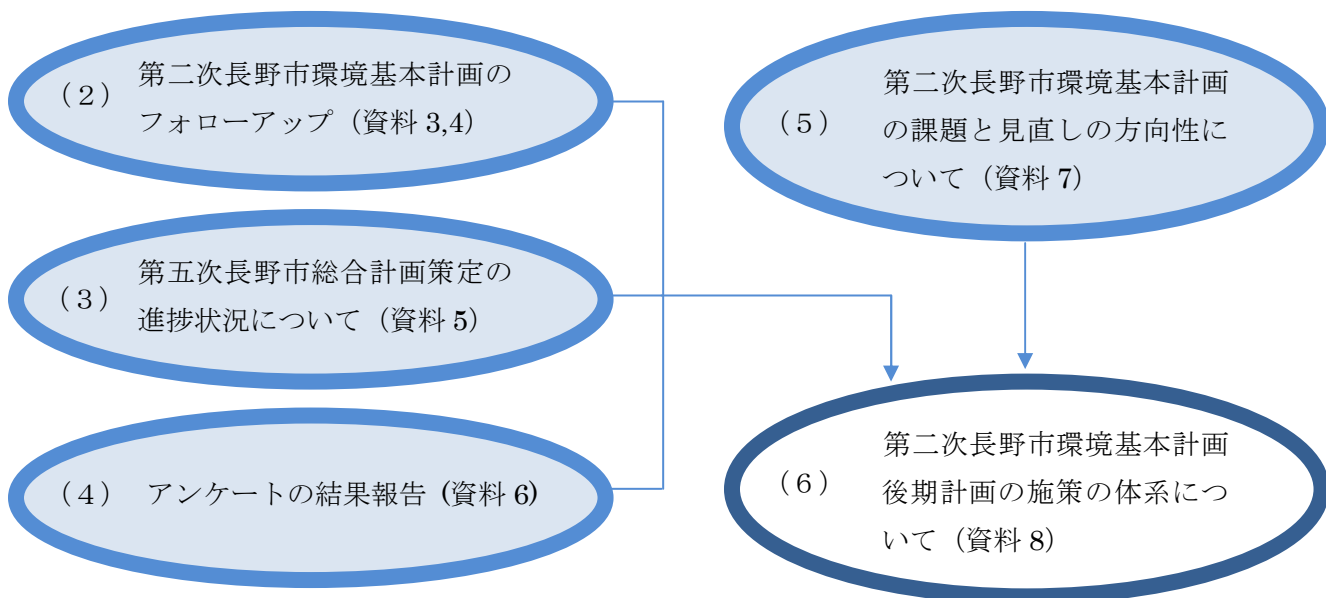 (2) 第二次長野市環境基本計画の
フォローアップ（資料 3,4）
(3) 第五次長野市総合計画策定の
進捗状況について（資料 5）
(4) アンケートの結果報告 (資料 6)
(5) 第二次長野市環境基本計画
の課題と見直しの方向性に
ついて（資料 7）
(6) 第二次長野市環境基本計画
後期計画の施策の体系につ
いて（資料 8）